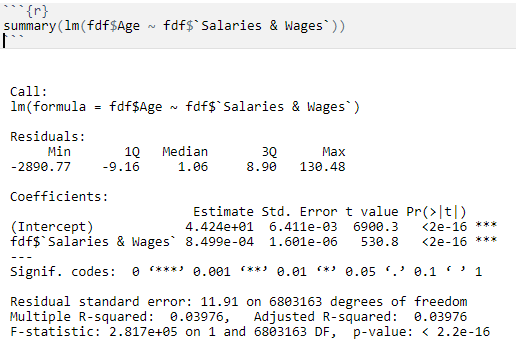 ```{r}
summary(lm(fdf$Age ~ fdf$`Salaries & Wages`))
```
Call:
lm(formula = fdf$Age ~ fdf$`Salaries & Wages`)
Residuals:
Min 1Q Median 3Q Max
-2890.77 -9.16 1.06 8.90 130.48
Coefficients:
Estimate Std. Error t value Pr(>|t|)
(Intercept) 4.424e+01 6.411e-03 6900.3 <2e-16 ***
fdf$`Salaries & Wages` 8.499e-04 1.601e-06 530.8 <2e-16 ***
---
Signif. codes: 0 ‘***’ 0.001 ‘**’ 0.01 ‘*’ 0.05 ‘.’ 0.1 ‘ ’ 1
Residual standard error: 11.91 on 6803163 degrees of freedom
Multiple R-squared: 0.03976, Adjusted R-squared: 0.03976
F-statistic: 2.817e+05 on 1 and 6803163 DF, p-value: < 2.2e-16